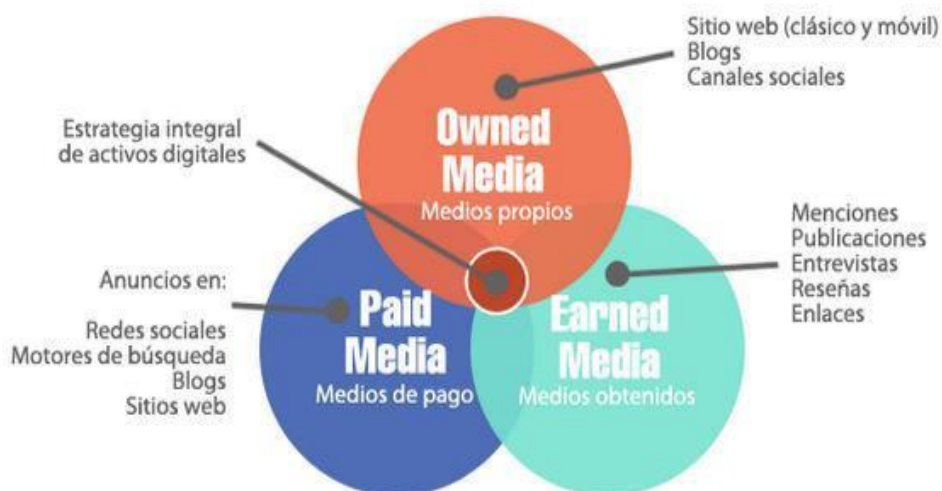 Sitio web (clásico y móvil)
Blogs
Canales sociales
Owned
Media
Medios propios
Estrategia integral
de activos digitales
Menciones
Publicaciones
Entrevistas
Reseñas
Enlaces
Anuncios en:
Redes sociales
Motores de búsqueda
Blogs
Sitios web
Paid
Media
Medios de pago
Earned
Media
Medios obtenidos